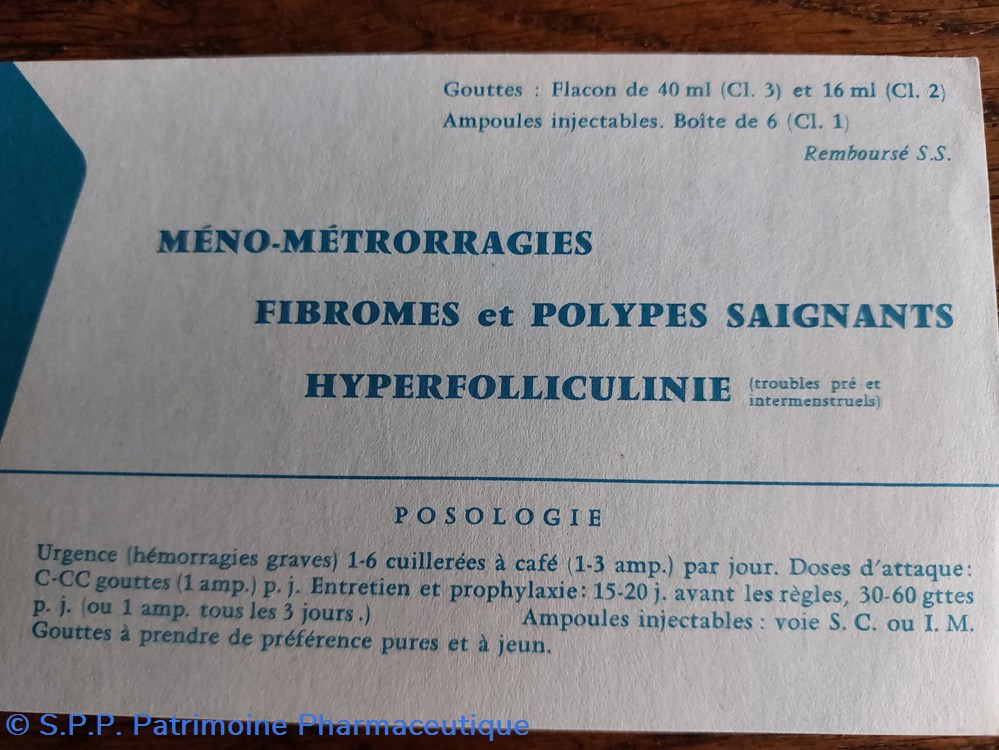 Gouttes : Flacon de 40 ml (Cl. 3) et 16 ml (Cl. 2)
Ampoules injectables. Boîte de 6 (Cl. 1)
Remboursé S.S.
MÉNO-MÉTRORRAGIES
FIBROMES et POLYPES SAIGNANTS
HYPERFOLLICULINIE (troubles pré et
intermenstruels)
POSOLOGIE
Urgence (hémorragies graves) 1-6 cuillerées à café (1-3 amp.) par jour. Doses d'attaque:
C-CC gouttes (1 amp.) p. j. Entretien et prophylaxie: 15-20 j. avant les règles, 30-60 gttes
p. j. (ou 1 amp. tous les 3 jours.) Ampoules injectables : voie S. C. ou I. M.
Gouttes à prendre de préférence pures et à jeun.
© S.P.P. Patrimoine Pharmaceutique